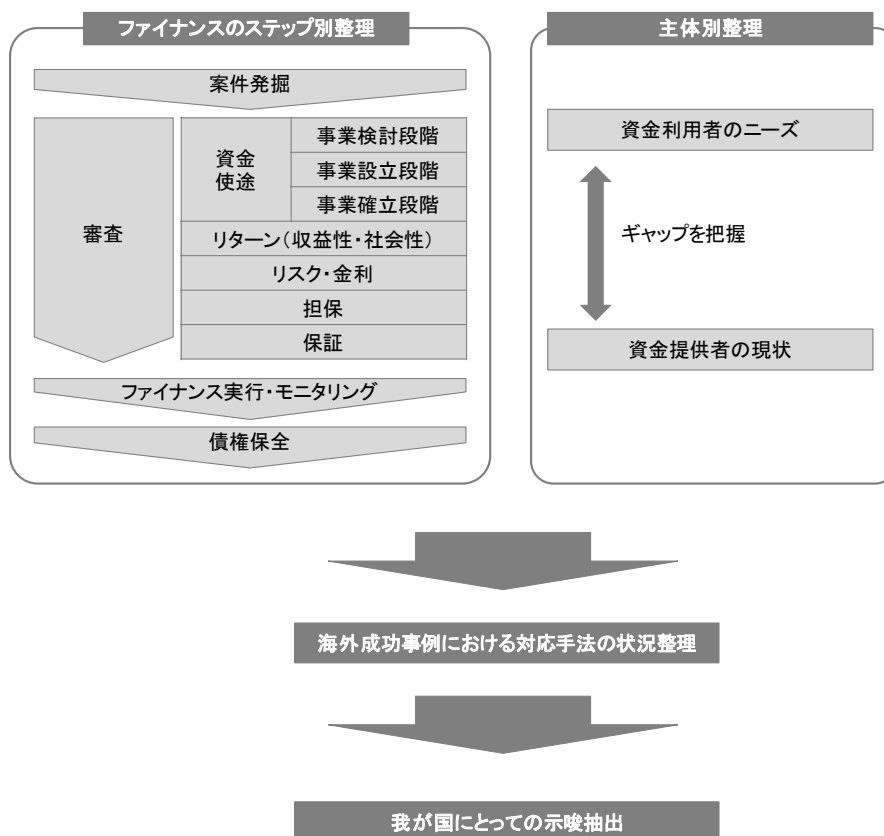 ファイナンスのステップ別整理
案件発掘
審査
資金
使途
事業検討段階
事業設立段階
事業確立段階
リターン(収益性・社会性)
リスク・金利
担保
保証
ファイナンス実行・モニタリング
債権保全
主体別整理
資金利用者のニーズ
ギャップを把握
資金提供者の現状
海外成功事例における対応手法の状況整理
我が国にとっての示唆抽出